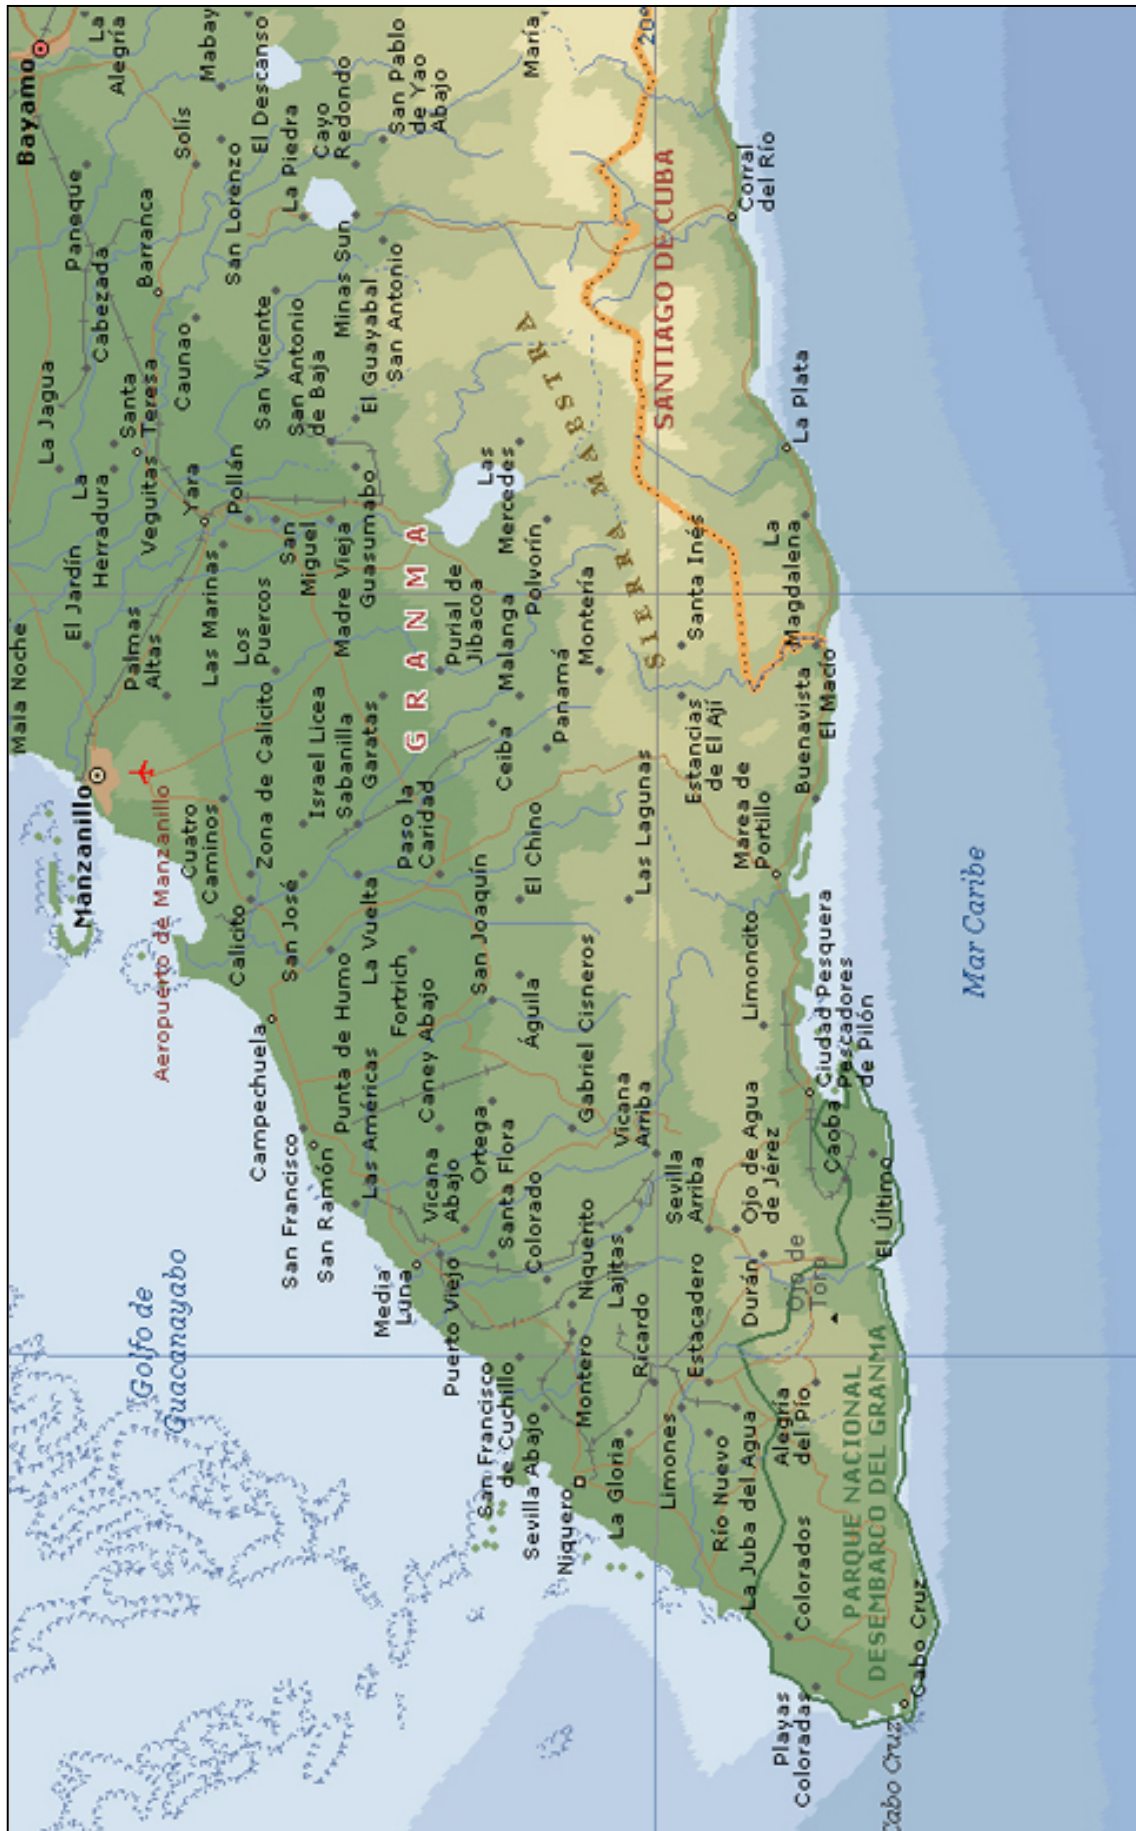 Bayamo
La
Alegría
Mabay
El Descanso
San Pablo
de Yao
Abajo
María
20°
Paneque
Solís
La Piedra
Cayo
Redondo
Corral
del Río
La Jagua
Cabezada
Barranca
San Lorenzo
Minas Sun
San Antonio
SANTIAGO DE CUBA
La
Herradura
Santa
Teresa
Caunao
San Vicente
San Antonio
de Baja
El Guayabal
SIERRA MAESTRA
La Plata
El Jardín
Veguitas
Yara
Pollán
San
Miguel
Madre Vieja
Guasumabo
GRANMA
Las
Mercedes
Polvorín
Santa Inés
La
Magdalena
Mala Noche
Palmas
Altas
Las Marinas
Los
Puercos
Purial de
Jibacoa
Malanga
Montería
Panamá
Estancias
de El Ají
Buenavista
El Macío
Manzanillo
Aeropuerto de Manzanillo
Cuatro
Caminos
Zona de Calicito
Israel Licea
Sabanilla
Garatas
Paso la
Caridad
Ceiba
El Chino
Las Lagunas
Marea de
Portillo
Calicito
San José
La Vuelta
San Joaquín
Campechuela
Punta de Humo
Fortrich
Caney Abajo
Águila
Gabriel Cisneros
Limoncito
Ciudad Pesquera
Pescadores
de Pilón
Mar Caribe
San Francisco
San Ramón
Las Américas
Vicana
Abajo
Ortega
Santa Flora
Colorado
Vicana
Arriba
Sevilla
Arriba
Ojo de Agua
de Jérez
Caoba
El Último
Golfo de
Guacanayabo
Media
Luna
Puerto Viejo
Niquerito
Lajitas
Ricardo
Estacadero
Durán
Ojo de
Toro
San Francisco
de Cuchillo
Sevilla Abajo
Montero
Niquero
La Gloria
Limones
Río Nuevo
La Juba del Agua
Alegría
del Pío
Colorados
PARQUE NACIONAL
DESEMBARCO DEL GRANMA
Playas
Coloradas
Cabo Cruz
Cabo Cruz